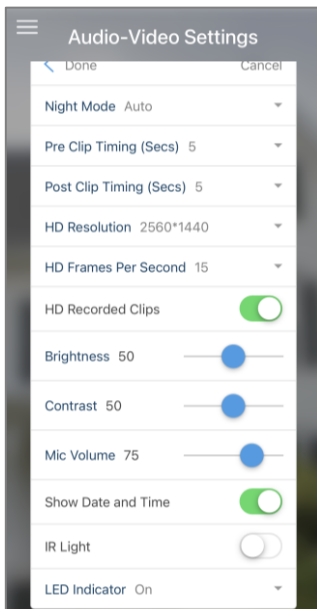 Audio-Video Settings
Done Cancel
Night Mode Auto
Pre Clip Timing (Secs) 5
Post Clip Timing (Secs) 5
HD Resolution 2560*1440
HD Frames Per Second 15
HD Recorded Clips
Brightness 50
Contrast 50
Mic Volume 75
Show Date and Time
IR Light
LED Indicator On